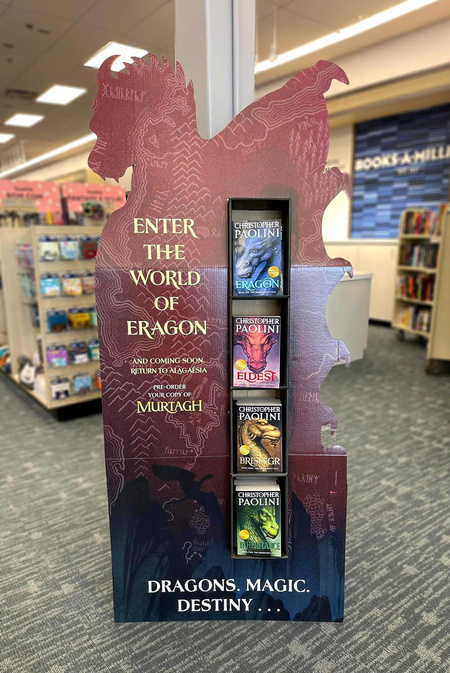 BOOKS-A-MILLI
ENTER
THE
WORLD
OF
ERAGON
AND COMING SOON,
RETURN TO ALAGAËSIA
PRE-ORDER
YOUR COPY OF
MURTAGH
CHRISTOPHER
PAOLINI
ERAGON
CHRISTOPHER
PAOLINI
ELDEST
CHRISTOPHER
PAOLINI
BRISINGR
CHRISTOPHER
PAOLINI
INHERITANCE
DRAGONS. MAGIC.
DESTINY . . .